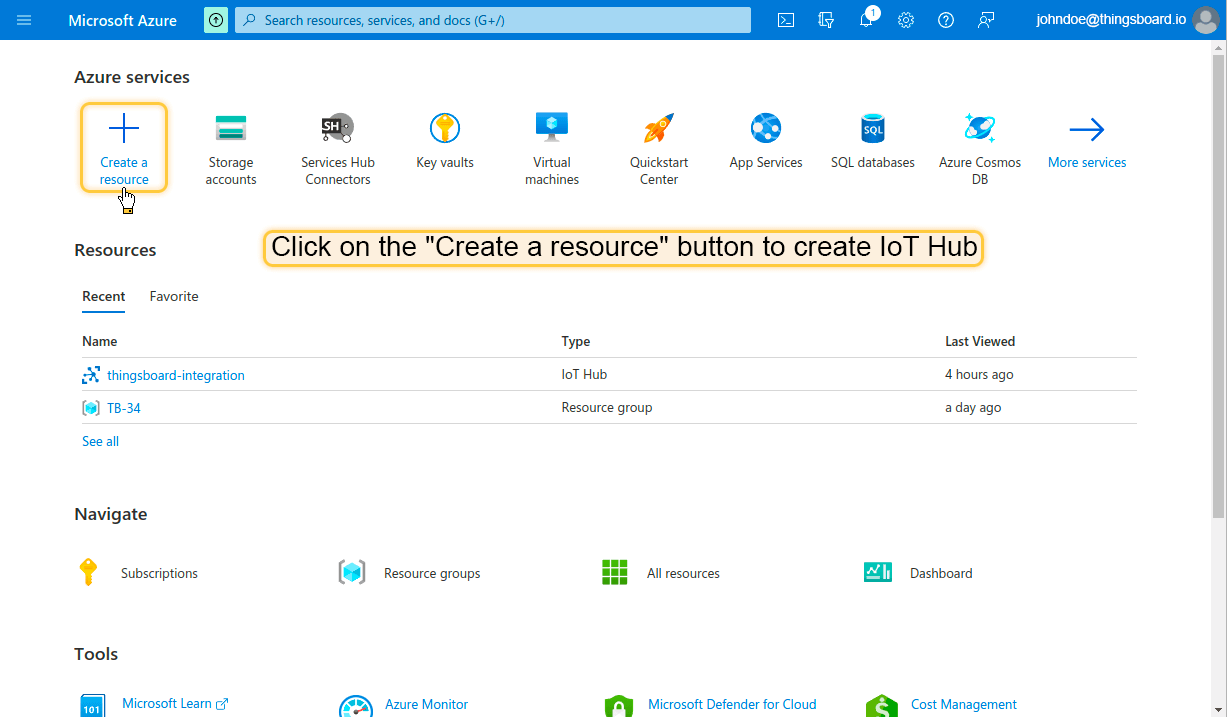 Microsoft Azure
Search resources, services, and docs (G+/)
1
johndoe@thingsboard.io
Azure services
Create a
resource
Storage
accounts
SH
Services Hub
Connectors
Key vaults
Virtual
machines
Quickstart
Center
App Services
SQL
SQL databases
Azure Cosmos
DB
More services
Click on the "Create a resource" button to create IoT Hub
Resources
Recent Favorite
Name Type Last Viewed
thingsboard-integration IoT Hub 4 hours ago
TB-34 Resource group a day ago
See all
Navigate
Subscriptions Resource groups All resources Dashboard
Tools
101
Microsoft Learn Azure Monitor Microsoft Defender for Cloud Cost Management